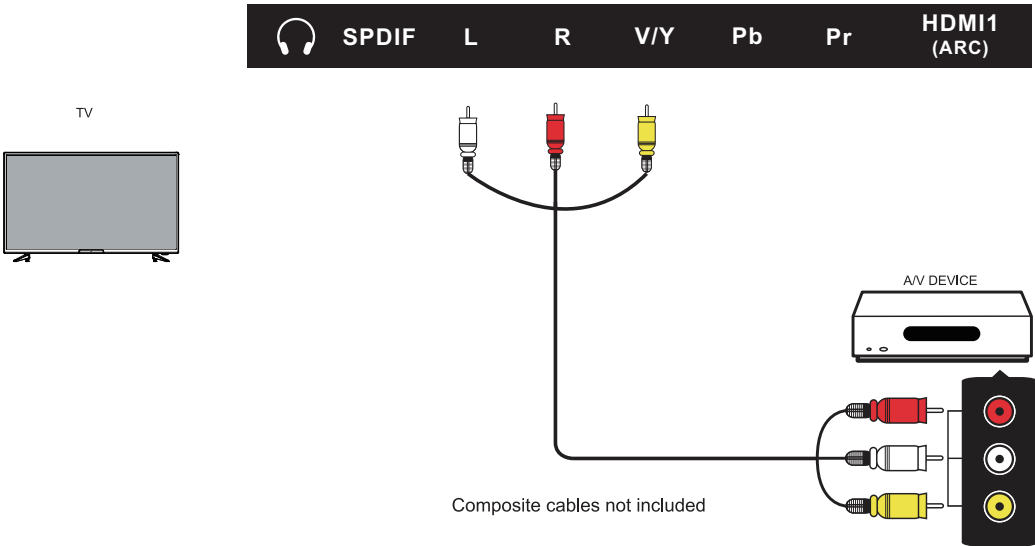 SPDIF L R V/Y Pb Pr HDMI1
(ARC)
TV
A/V DEVICE
Composite cables not included